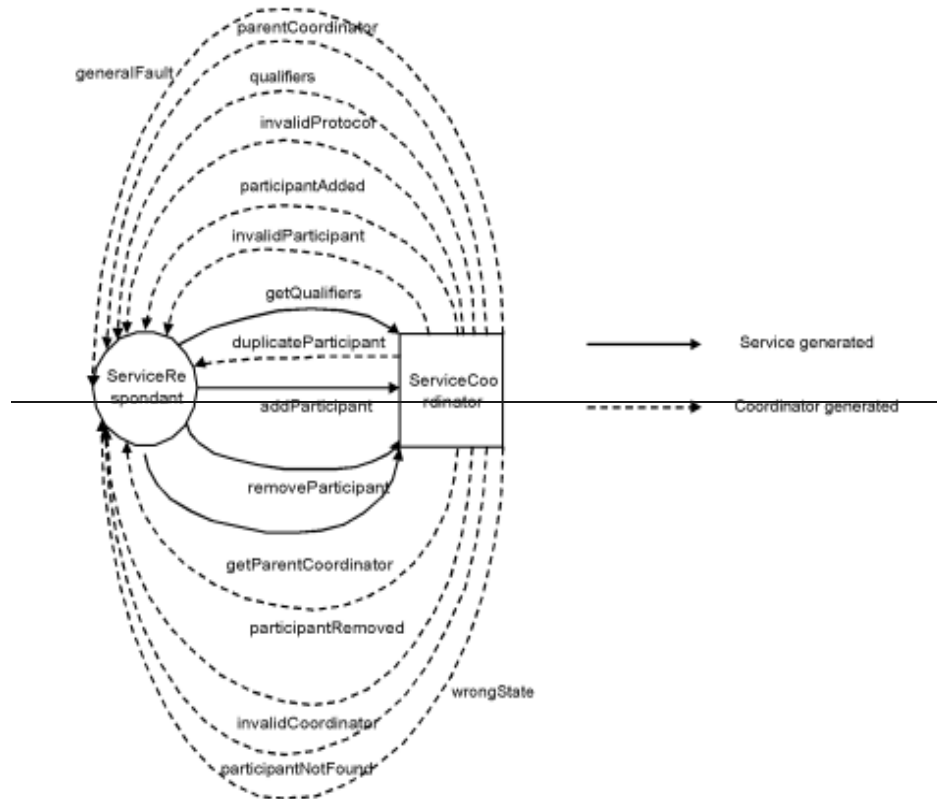 parentCoordinator
generalFault
qualifiers
invalidProtocol
participantAdded
invalidParticipant
getQualifiers
duplicateParticipant
Service generated
ServiceRe
spondant
ServiceCoo
rdinator
addParticipant
Coordinator generated
removeParticipant
getParentCoordinator
participantRemoved
wrongState
invalidCoordinator
participantNotFound